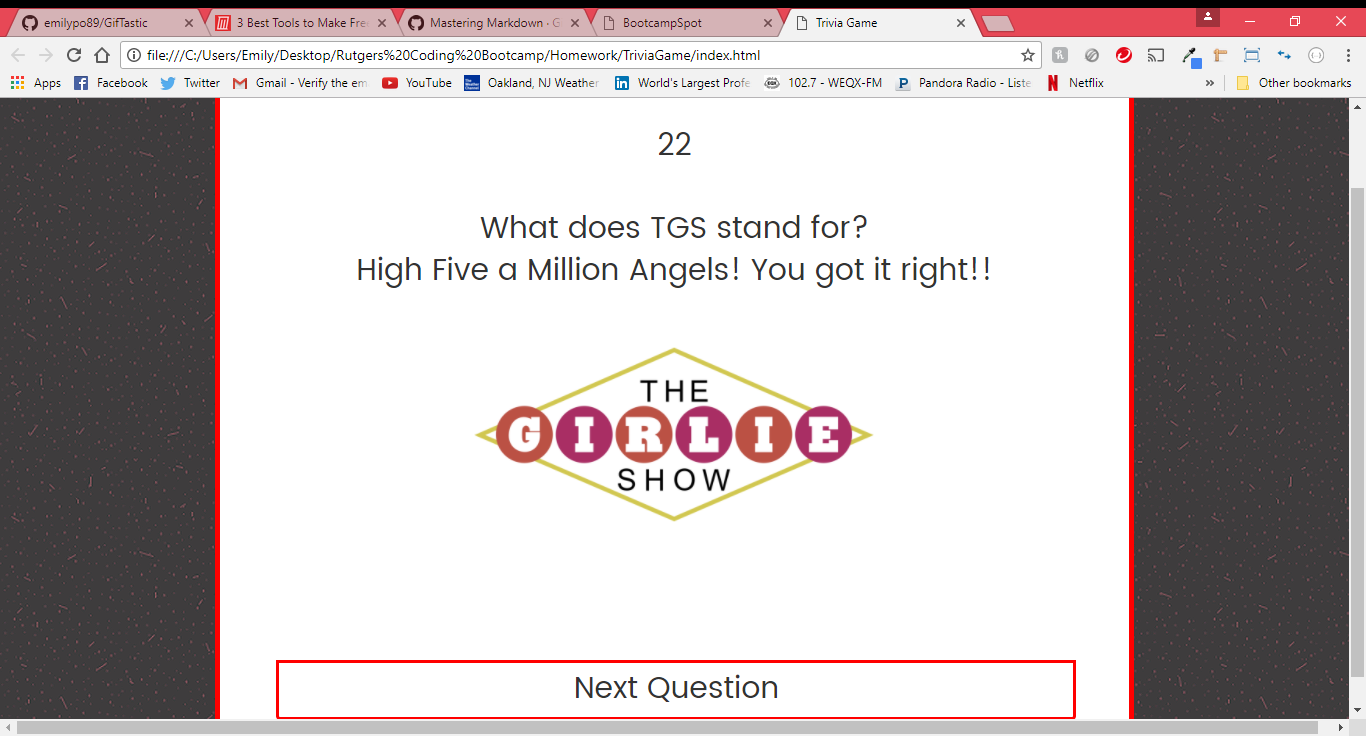 emilypo89/GifTastic
3 Best Tools to Make Fre
Mastering Markdown · G
BootcampSpot
Trivia Game
file:///C:/Users/Emily/Desktop/Rutgers%20Coding%20Bootcamp/Homework/TriviaGame/index.html
Apps
Facebook
Twitter
Gmail - Verify the em
YouTube
Oakland, NJ Weather
World's Largest Profe
102.7 - WEQX-FM
Pandora Radio - Liste
Netflix
Other bookmarks
22
What does TGS stand for?
High Five a Million Angels! You got it right!!
THE
GIRLIE
SHOW
Next Question